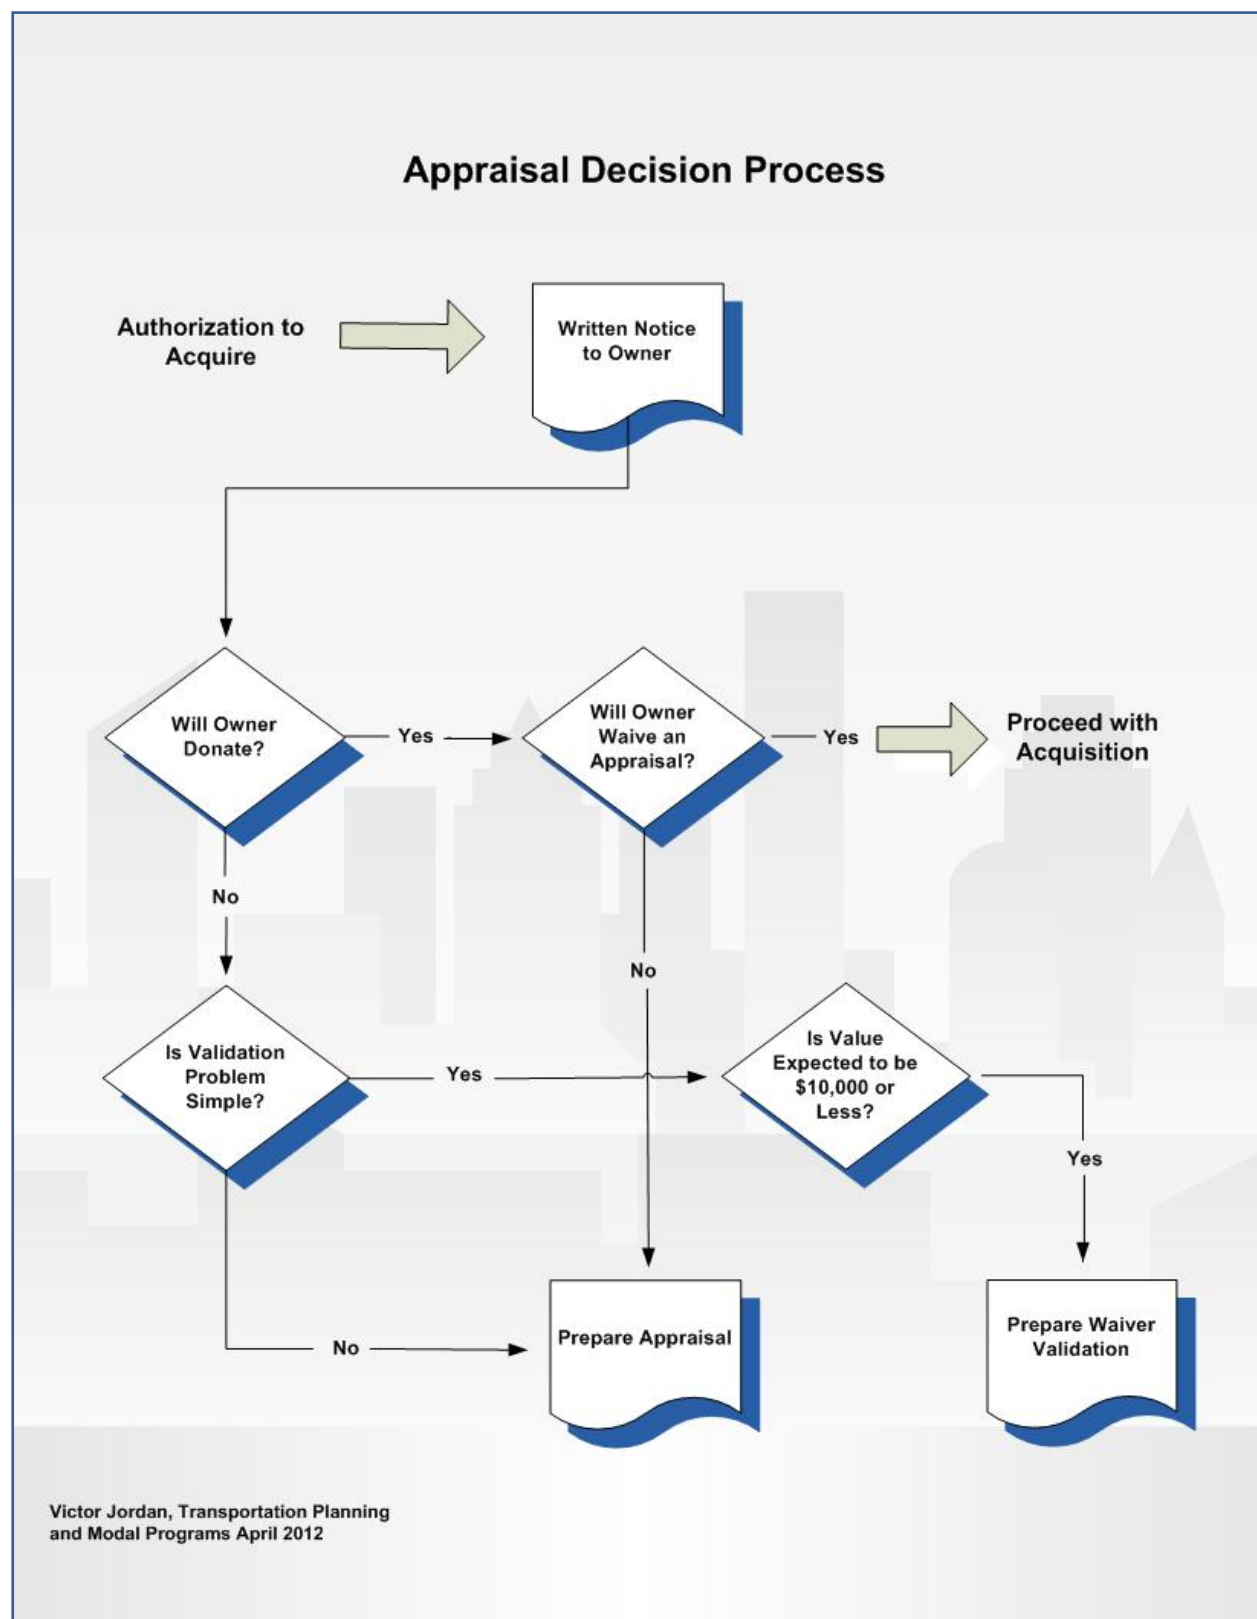 Appraisal Decision Process
Authorization to
Acquire
Written Notice
to Owner
Will Owner
Donate?
Yes
Will Owner
Waive an
Appraisal?
Yes
Proceed with
Acquisition
No
No
Is Validation
Problem
Simple?
Yes
Is Value
Expected to be
$10,000 or
Less?
Yes
No
Prepare Appraisal
Prepare Waiver
Validation
Victor Jordan, Transportation Planning
and Modal Programs April 2012